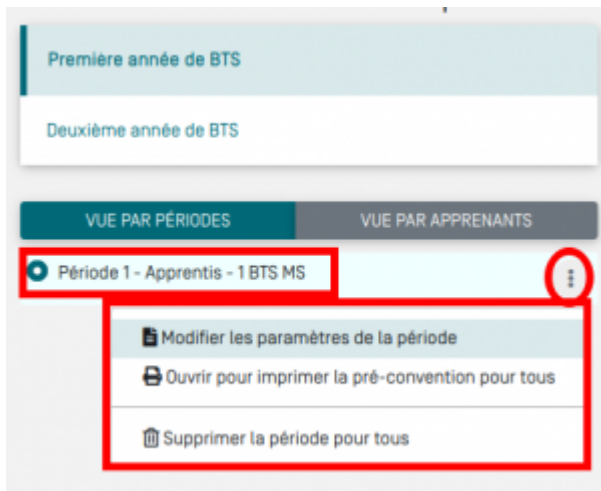 Première année de BTS
Deuxième année de BTS
VUE PAR PÉRIODES
VUE PAR APPRENANTS
Période 1 - Apprentis - 1 BTS MS
Modifier les paramètres de la période
Ouvrir pour imprimer la pré-convention pour tous
Supprimer la période pour tous